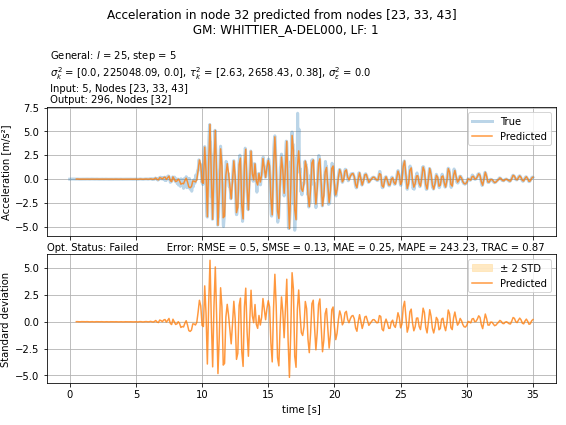 Acceleration in node 32 predicted from nodes [23, 33, 43]
GM: WHITTIER_A-DEL000, LF: 1
General: l = 25, step = 5
σ²ₖ = [0.0, 225048.09, 0.0], τ²ₖ = [2.63, 2658.43, 0.38], σ²ε = 0.0
Input: 5, Nodes [23, 33, 43]
Output: 296, Nodes [32]
Acceleration [m/s²]
7.5
5.0
2.5
0.0
−2.5
−5.0
True
Predicted
Opt. Status: Failed Error: RMSE = 0.5, SMSE = 0.13, MAE = 0.25, MAPE = 243.23, TRAC = 0.87
Standard deviation
5.0
2.5
0.0
−2.5
−5.0
± 2 STD
Predicted
0 5 10 15 20 25 30 35
time [s]